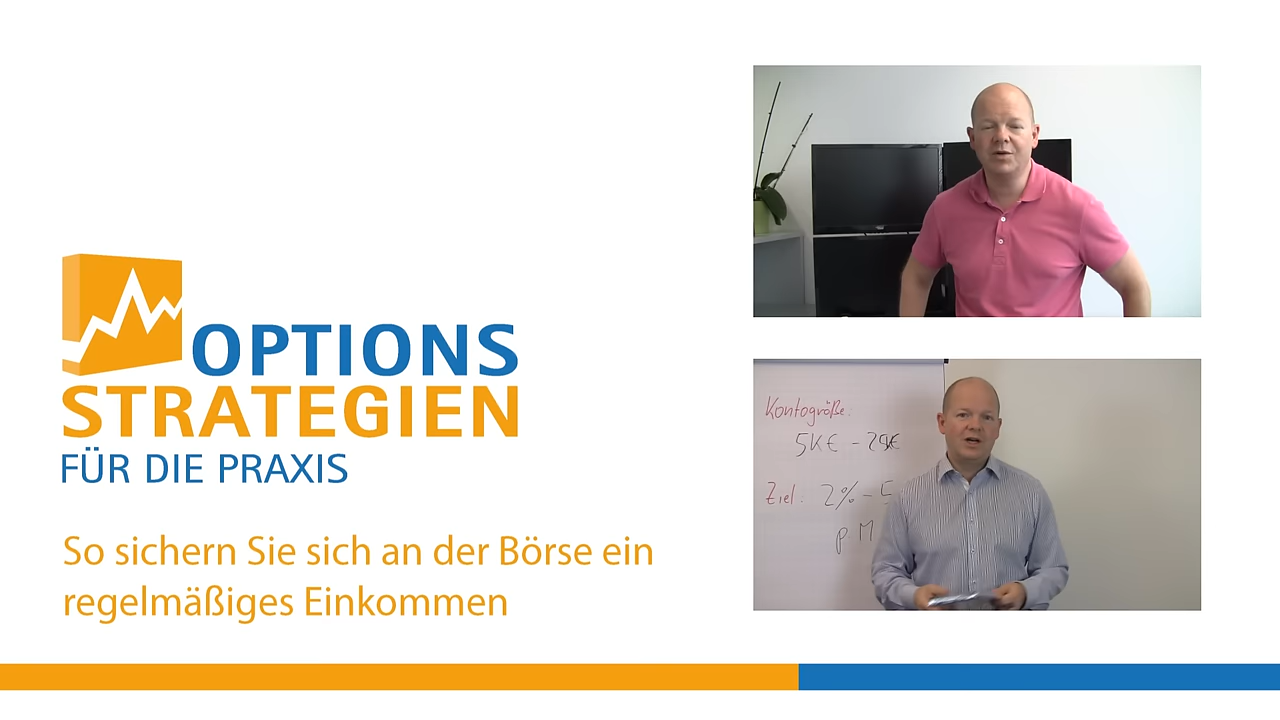 OPTIONS
STRATEGIEN
FÜR DIE PRAXIS
So sichern Sie sich an der Börse ein
regelmäßiges Einkommen
Kontogröße:
5K€ - 25K€
Ziel: 2% - 5
p M